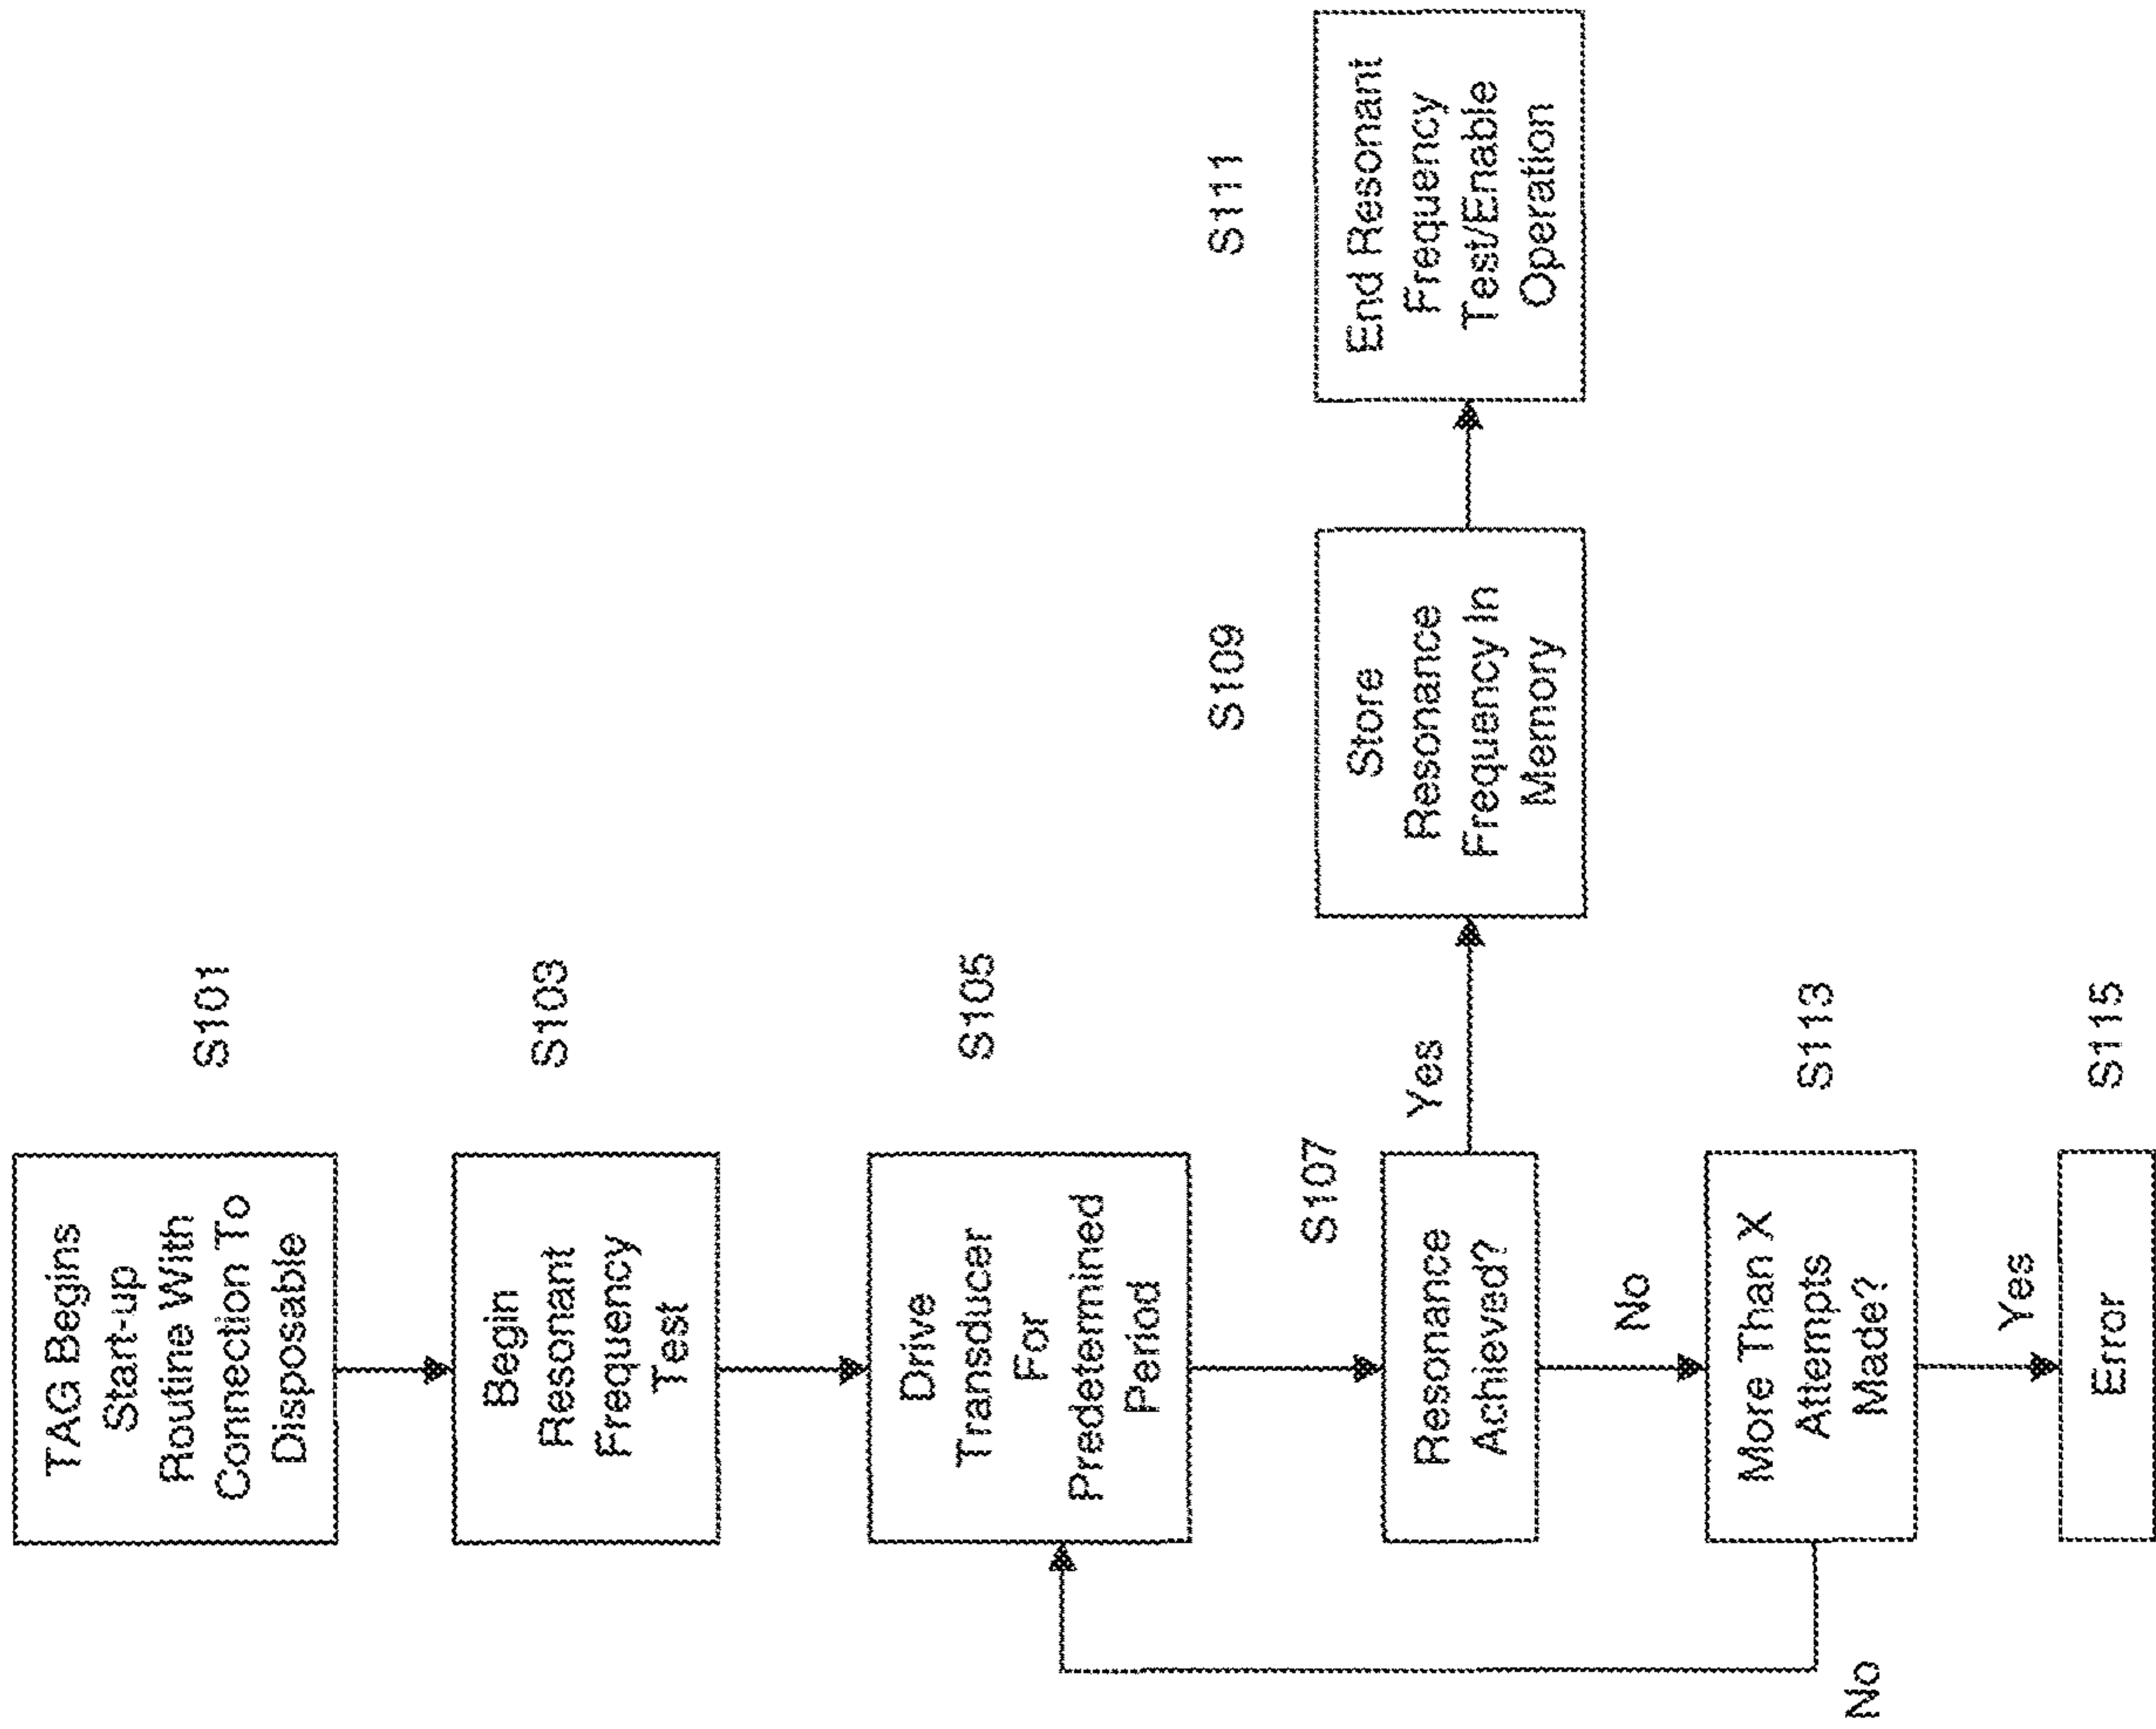 TAG Begins
Start-up
Routine With
Connection To
Disposable
S101
Begin
Resonant
Frequency
Test
S103
Drive
Transducer
For
Predetermined
Period
S105
S107
Resonance
Achieved?
Yes
Store
Resonance
Frequency In
Memory
S109
End Resonant
Frequency
Test/Enable
Operation
S111
No
More Than X
Attempts
Made?
S113
No
Yes
Error
S115